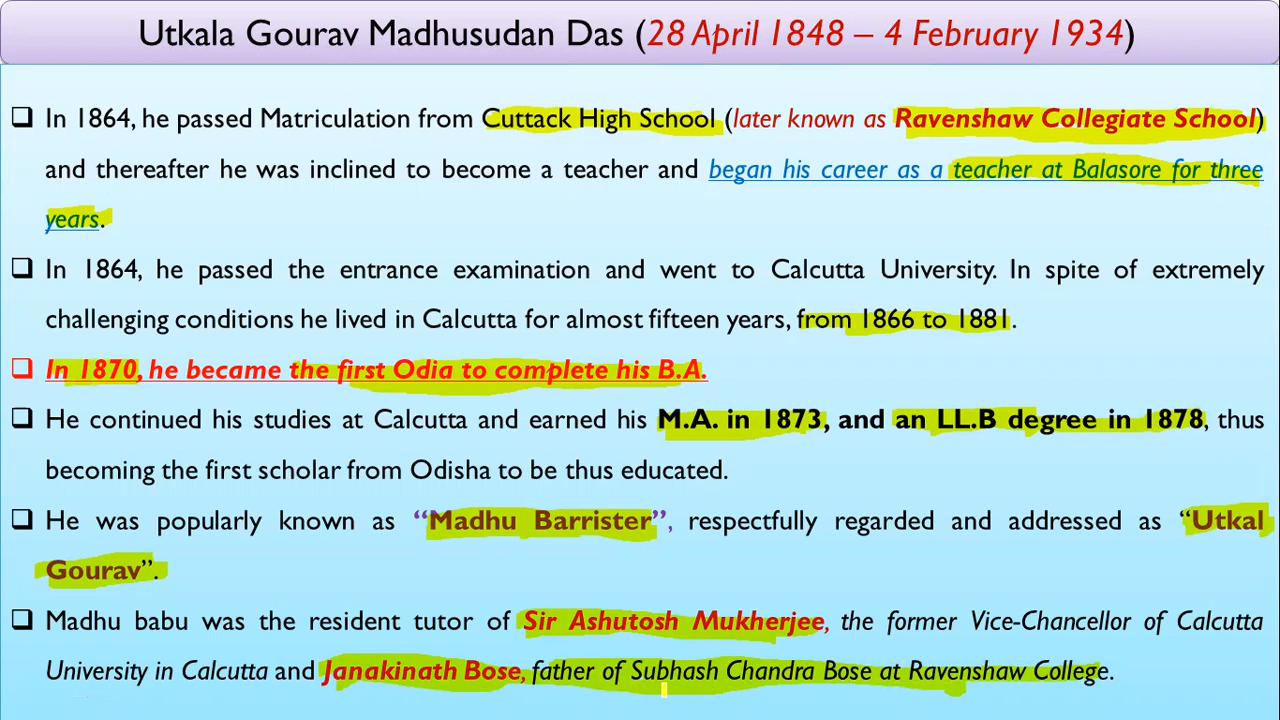 Utkala Gourav Madhusudan Das (28 April 1848 – 4 February 1934)
❑ In 1864, he passed Matriculation from Cuttack High School (later known as Ravenshaw Collegiate School)
and thereafter he was inclined to become a teacher and began his career as a teacher at Balasore for three
years.
❑ In 1864, he passed the entrance examination and went to Calcutta University. In spite of extremely
challenging conditions he lived in Calcutta for almost fifteen years, from 1866 to 1881.
❑ In 1870, he became the first Odia to complete his B.A.
❑ He continued his studies at Calcutta and earned his M.A. in 1873, and an LL.B degree in 1878, thus
becoming the first scholar from Odisha to be thus educated.
❑ He was popularly known as “Madhu Barrister”, respectfully regarded and addressed as “Utkal
Gourav”.
❑ Madhu babu was the resident tutor of Sir Ashutosh Mukherjee, the former Vice-Chancellor of Calcutta
University in Calcutta and Janakinath Bose, father of Subhash Chandra Bose at Ravenshaw College.